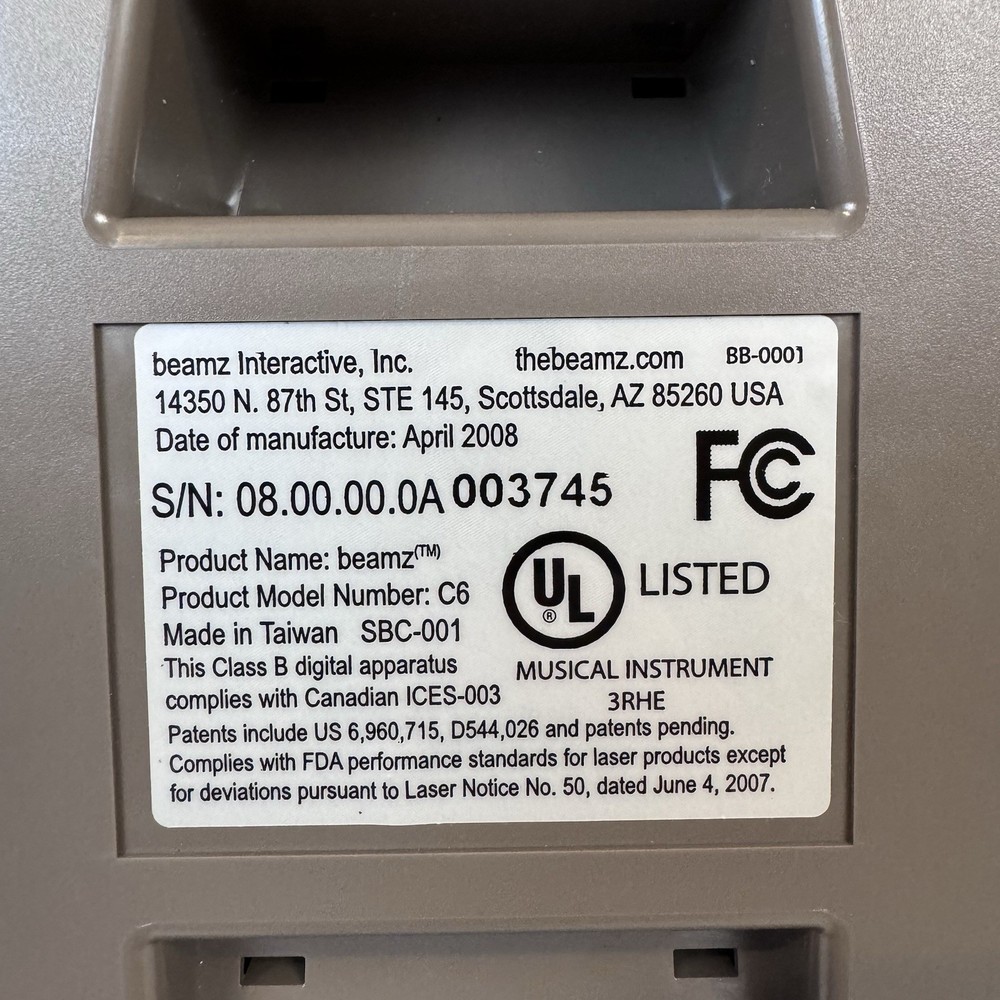 beamz Interactive, Inc. thebeamz.com BB-0001
14350 N. 87th St, STE 145, Scottsdale, AZ 85260 USA
Date of manufacture: April 2008
FC
S/N: 08.00.00.0A 003745
Product Name: beamz(TM)
Product Model Number: C6
Made in Taiwan SBC-001
This Class B digital apparatus
complies with Canadian ICES-003
UL ® LISTED
MUSICAL INSTRUMENT
3RHE
Patents include US 6,960,715, D544,026 and patents pending.
Complies with FDA performance standards for laser products except
for deviations pursuant to Laser Notice No. 50, dated June 4, 2007.